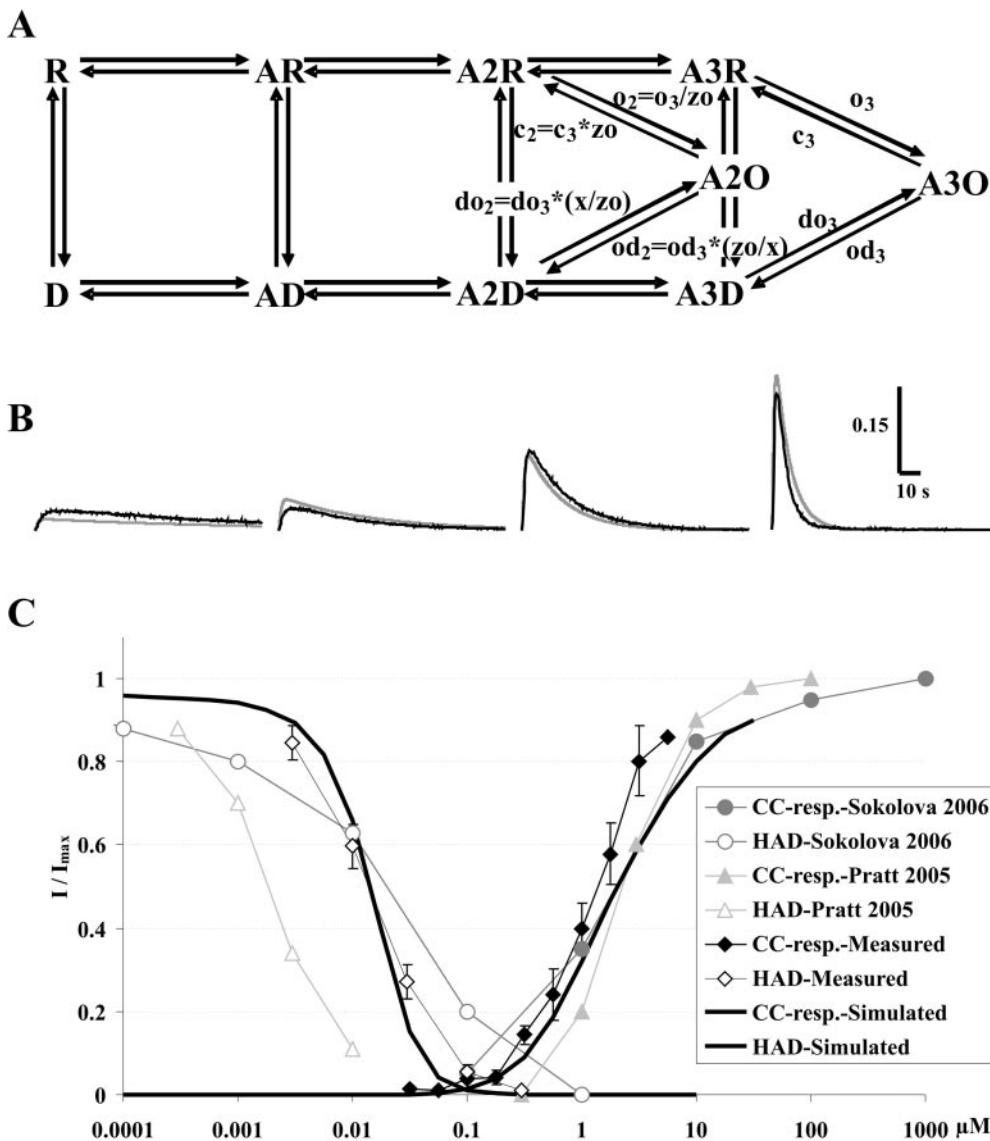 A
R AR A2R A3R
o2=o3/zo
o3
c2=c3*zo
c3
A2O
A3O
do2=do3*(x/zo)
do3
od2=od3*(zo/x)
od3
D AD A2D A3D
B
0.15
10 s
C
I / Imax
1
0.8
0.6
0.4
0.2
0
0.0001 0.001 0.01 0.1 1 10 100 1000 µM
CC-resp.-Sokolova 2006
HAD-Sokolova 2006
CC-resp.-Pratt 2005
HAD-Pratt 2005
CC-resp.-Measured
HAD-Measured
CC-resp.-Simulated
HAD-Simulated